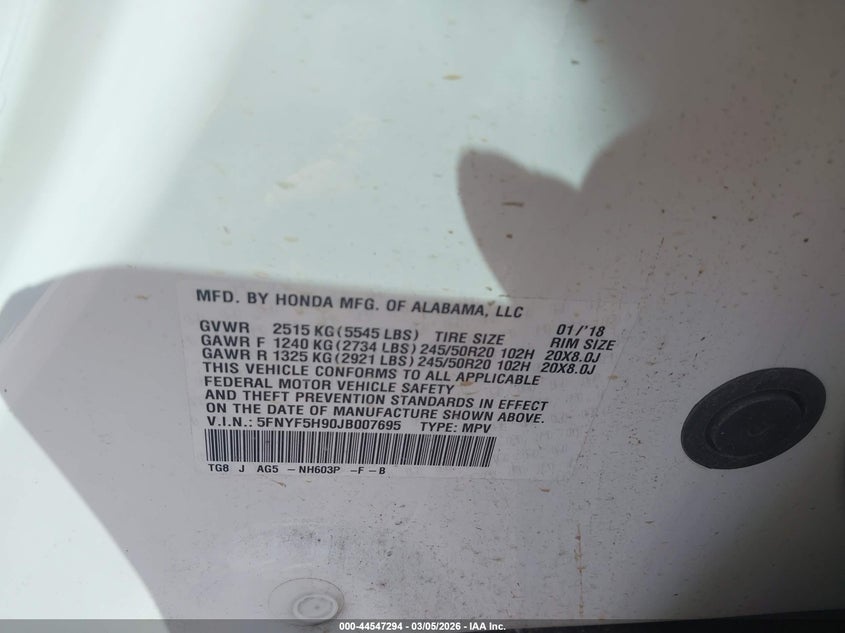 MFD. BY HONDA MFG. OF ALABAMA, LLC
GVWR 2515 KG (5545 LBS) TIRE SIZE 01/'18 RIM SIZE
GAWR F 1240 KG (2734 LBS) 245/50R20 102H 20X8.0J
GAWR R 1325 KG (2921 LBS) 245/50R20 102H 20X8.0J
THIS VEHICLE CONFORMS TO ALL APPLICABLE
FEDERAL MOTOR VEHICLE SAFETY
AND THEFT PREVENTION STANDARDS IN EFFECT
ON THE DATE OF MANUFACTURE SHOWN ABOVE.
V.I.N.: 5FNYF5H90JB007695 TYPE: MPV
TG8 J AG5 -NH603P -F-B
000-44547294 - 03/05/2026 - IAA Inc.